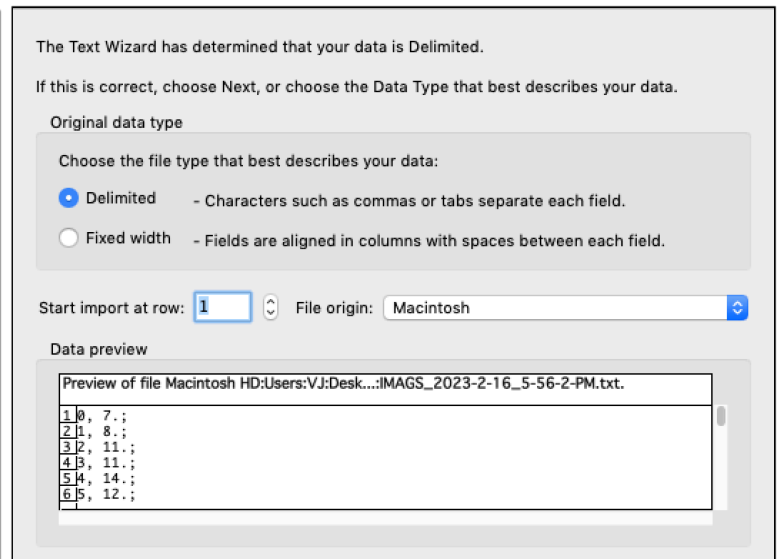 The Text Wizard has determined that your data is Delimited.
If this is correct, choose Next, or choose the Data Type that best describes your data.
Original data type
Choose the file type that best describes your data:
Delimited - Characters such as commas or tabs separate each field.
Fixed width - Fields are aligned in columns with spaces between each field.
Start import at row: 1 File origin: Macintosh
Data preview
Preview of file Macintosh HD:Users:VJ:Desk...:IMAGS_2023-2-16_5-56-2-PM.txt.
1 0, 7.;
2 1, 8.;
3 2, 11.;
4 3, 11.;
5 4, 14.;
6 5, 12.;